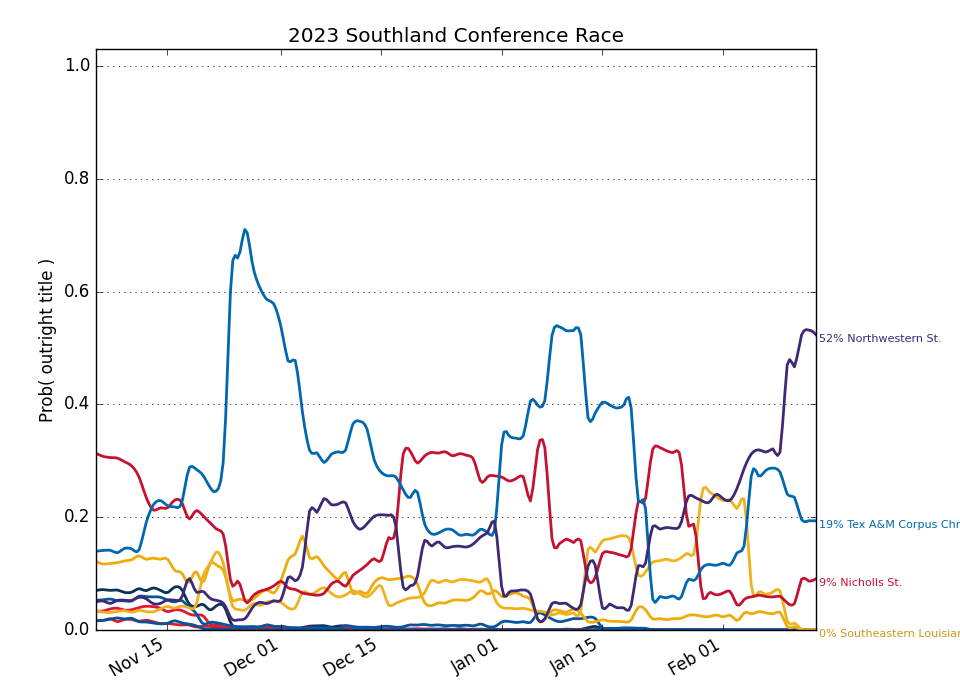 2023 Southland Conference Race
1.0
0.8
0.6
0.4
0.2
0.0
Prob( outright title )
52% Northwestern St.
19% Tex A&M Corpus Chr
9% Nicholls St.
0% Southeastern Louisian
Nov 15
Dec 01
Dec 15
Jan 01
Jan 15
Feb 01